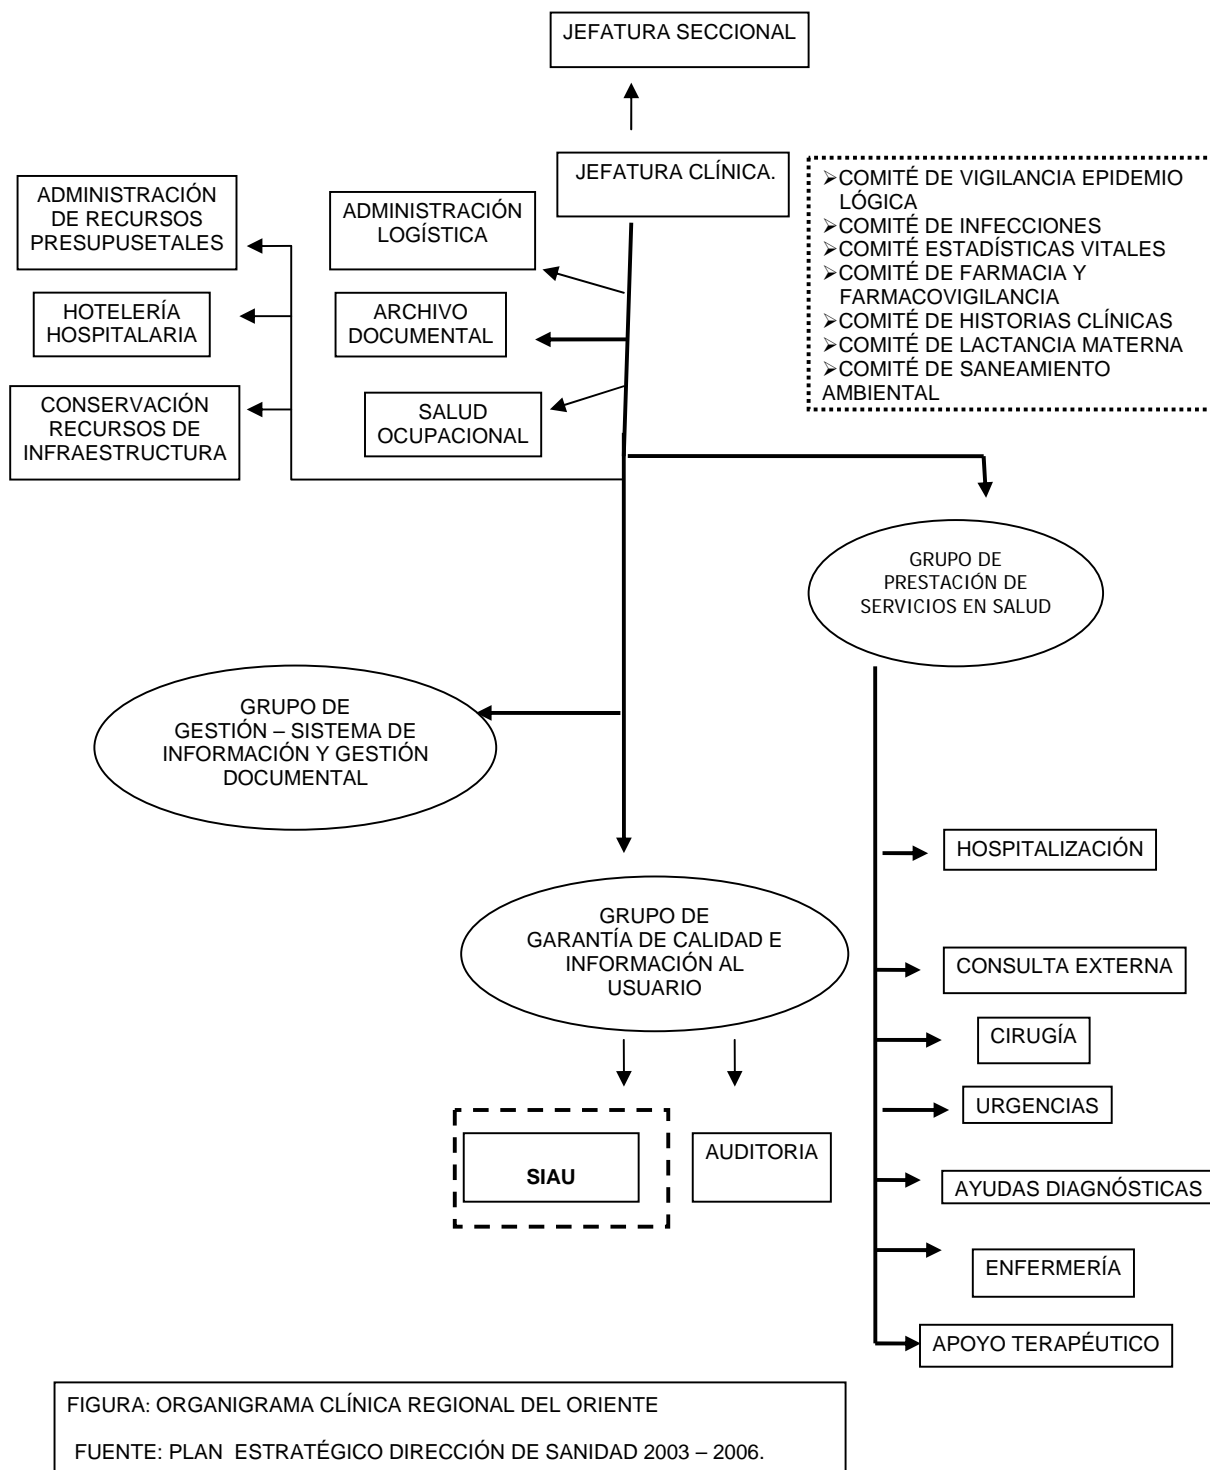 JEFATURA SECCIONAL
JEFATURA CLÍNICA.
ADMINISTRACIÓN
DE RECURSOS
PRESUPUSETALES
ADMINISTRACIÓN
LOGÍSTICA
➢COMITÉ DE VIGILANCIA EPIDEMIO
LÓGICA
➢COMITÉ DE INFECCIONES
➢COMITÉ ESTADÍSTICAS VITALES
➢COMITÉ DE FARMACIA Y
FARMACOVIGILANCIA
➢COMITÉ DE HISTORIAS CLÍNICAS
➢COMITÉ DE LACTANCIA MATERNA
➢COMITÉ DE SANEAMIENTO
AMBIENTAL
HOTELERÍA
HOSPITALARIA
ARCHIVO
DOCUMENTAL
CONSERVACIÓN
RECURSOS DE
INFRAESTRUCTURA
SALUD
OCUPACIONAL
GRUPO DE
PRESTACIÓN DE
SERVICIOS EN SALUD
GRUPO DE
GESTIÓN – SISTEMA DE
INFORMACIÓN Y GESTIÓN
DOCUMENTAL
GRUPO DE
GARANTÍA DE CALIDAD E
INFORMACIÓN AL
USUARIO
SIAU
AUDITORIA
HOSPITALIZACIÓN
CONSULTA EXTERNA
CIRUGÍA
URGENCIAS
AYUDAS DIAGNÓSTICAS
ENFERMERÍA
APOYO TERAPÉUTICO
FIGURA: ORGANIGRAMA CLÍNICA REGIONAL DEL ORIENTE
FUENTE: PLAN ESTRATÉGICO DIRECCIÓN DE SANIDAD 2003 – 2006.